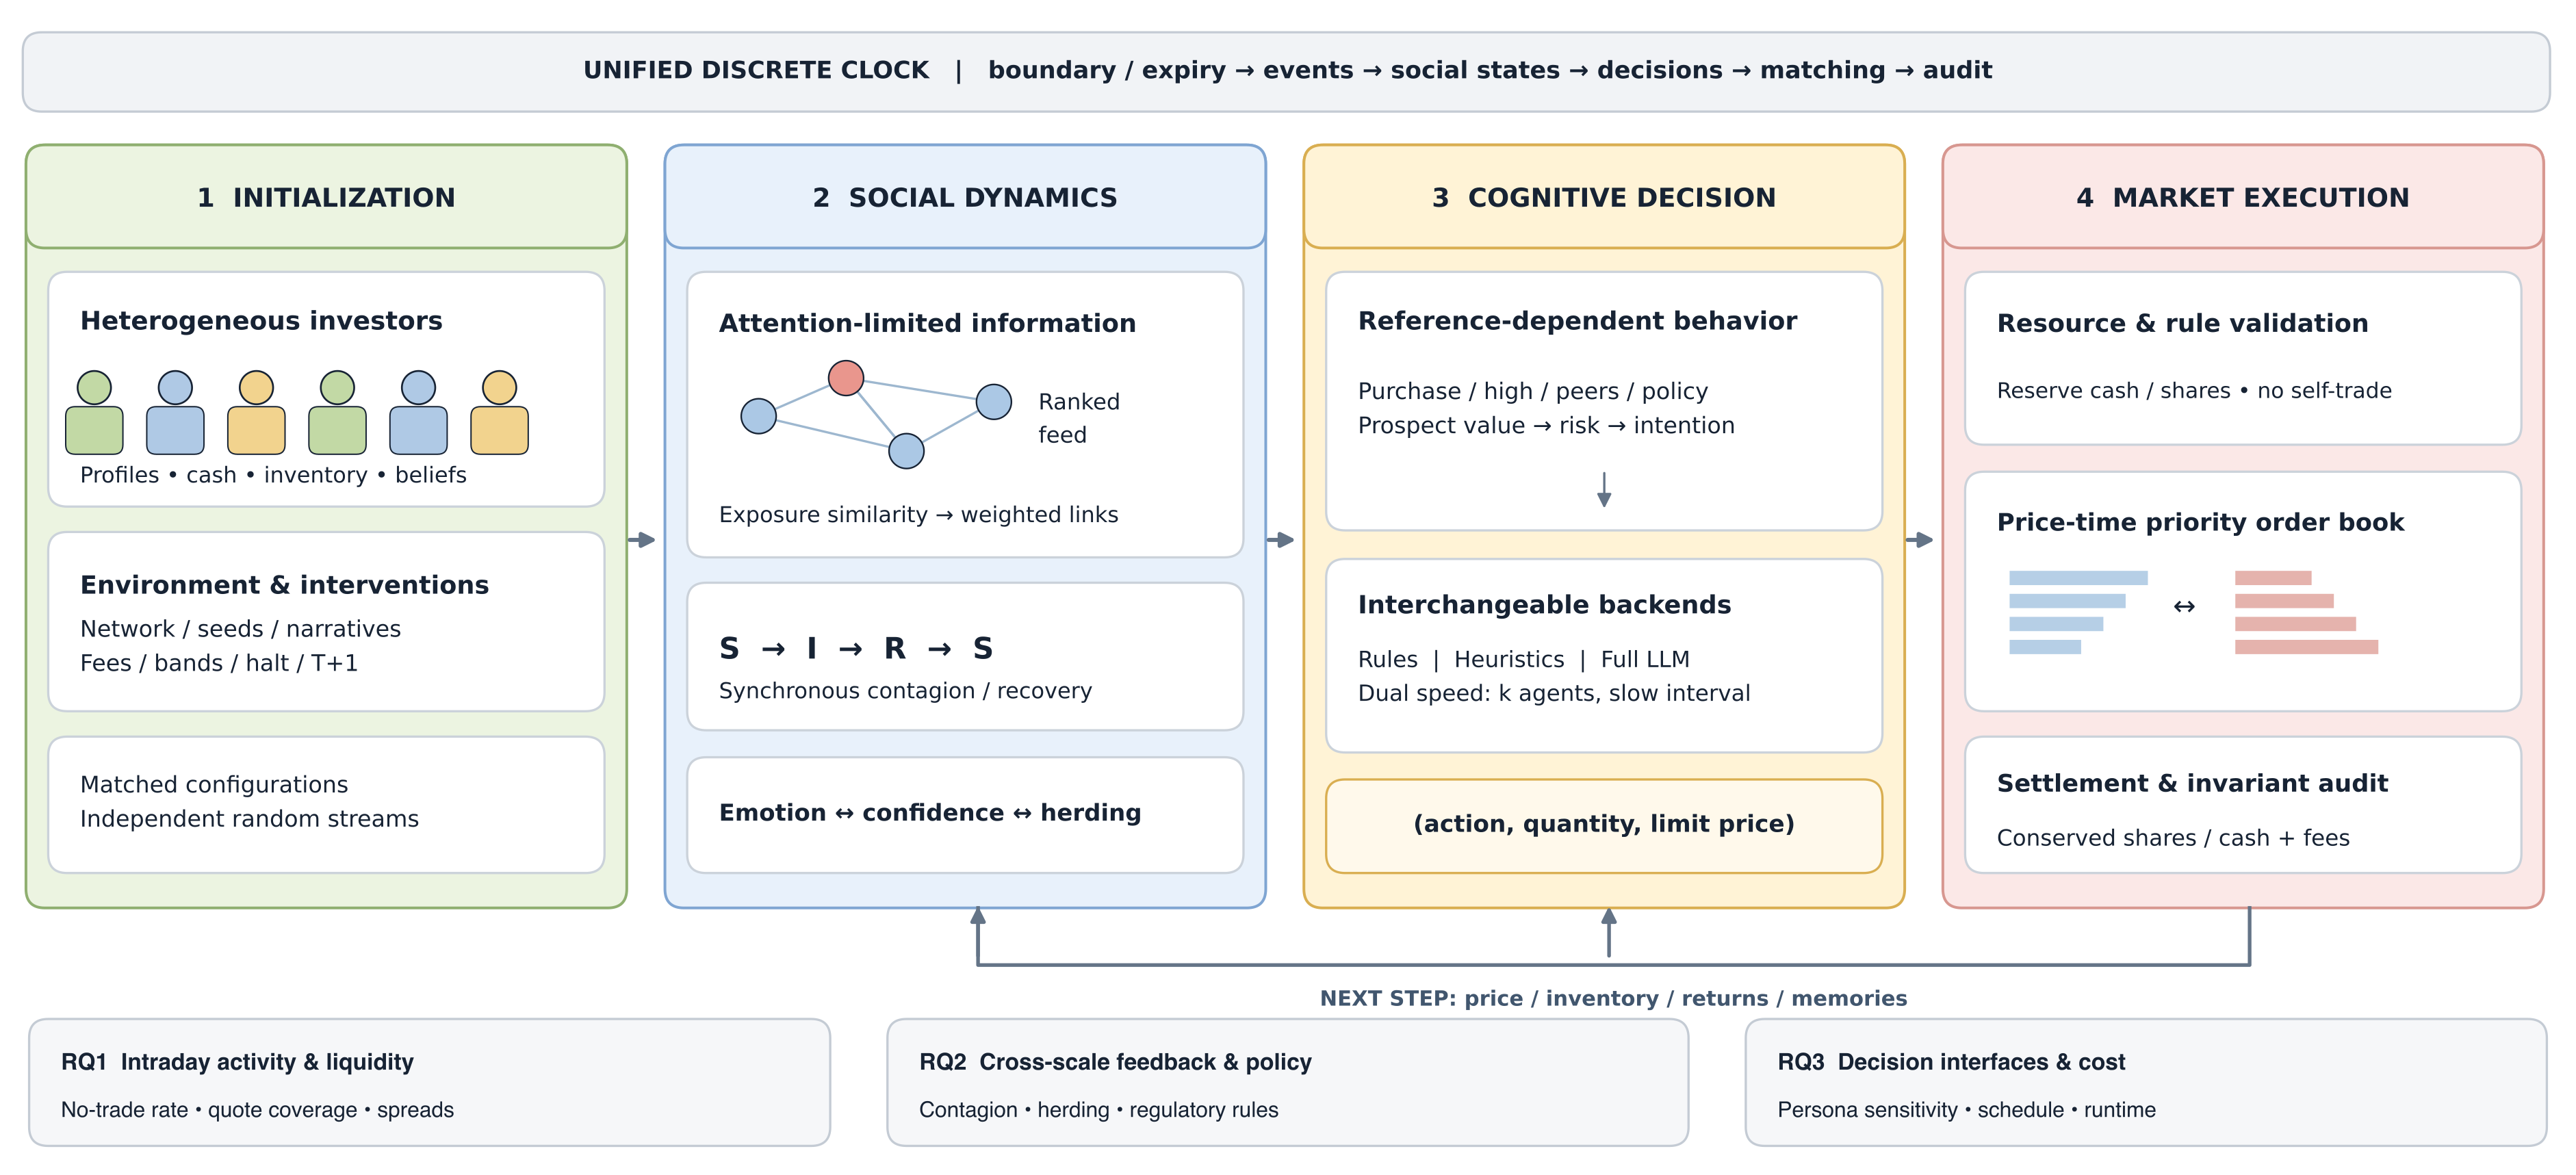 UNIFIED DISCRETE CLOCK | boundary / expiry → events → social states → decisions → matching → audit
1 INITIALIZATION
Heterogeneous investors
Profiles • cash • inventory • beliefs
Environment & interventions
Network / seeds / narratives
Fees / bands / halt / T+1
Matched configurations
Independent random streams
2 SOCIAL DYNAMICS
Attention-limited information
Ranked
feed
Exposure similarity → weighted links
S → I → R → S
Synchronous contagion / recovery
Emotion ↔ confidence ↔ herding
3 COGNITIVE DECISION
Reference-dependent behavior
Purchase / high / peers / policy
Prospect value → risk → intention
Interchangeable backends
Rules | Heuristics | Full LLM
Dual speed: k agents, slow interval
(action, quantity, limit price)
4 MARKET EXECUTION
Resource & rule validation
Reserve cash / shares • no self-trade
Price-time priority order book
↔
Settlement & invariant audit
Conserved shares / cash + fees
NEXT STEP: price / inventory / returns / memories
RQ1 Intraday activity & liquidity
No-trade rate • quote coverage • spreads
RQ2 Cross-scale feedback & policy
Contagion • herding • regulatory rules
RQ3 Decision interfaces & cost
Persona sensitivity • schedule • runtime